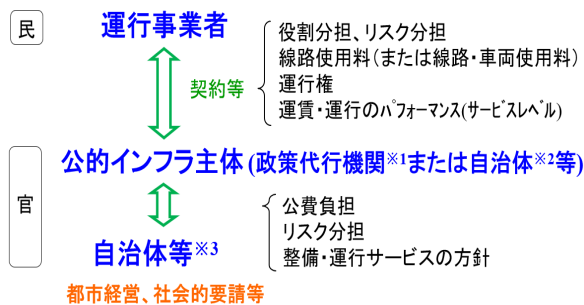 民
運行事業者
契約等
役割分担、リスク分担
線路使用料(または線路・車両使用料)
運行権
運賃・運行のパフォーマンス(サービスレベル)
官
公的インフラ主体(政策代行機関※1または自治体※2等)
公費負担
リスク分担
整備・運行サービスの方針
自治体等※3
都市経営、社会的要請等